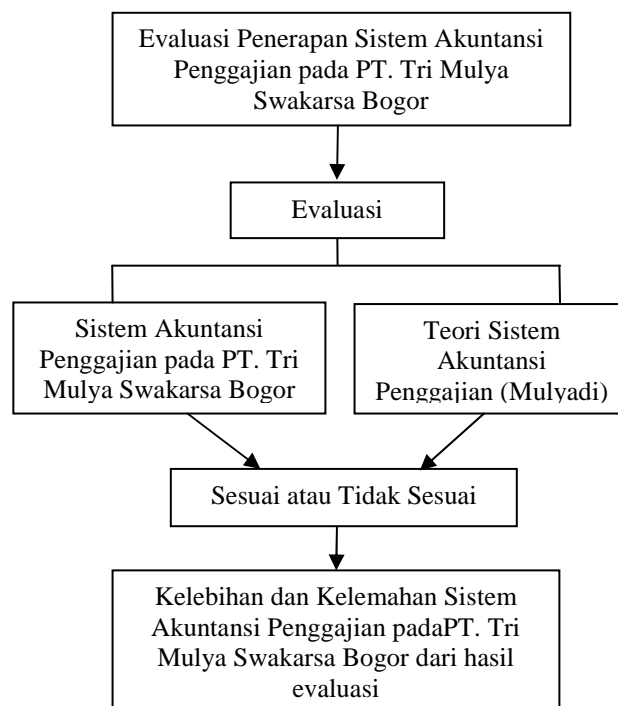 Evaluasi Penerapan Sistem Akuntansi
Penggajian pada PT. Tri Mulya
Swakarsa Bogor
Evaluasi
Sistem Akuntansi
Penggajian pada PT. Tri
Mulya Swakarsa Bogor
Teori Sistem
Akuntansi
Penggajian (Mulyadi)
Sesuai atau Tidak Sesuai
Kelebihan dan Kelemahan Sistem
Akuntansi Penggajian padaPT. Tri
Mulya Swakarsa Bogor dari hasil
evaluasi